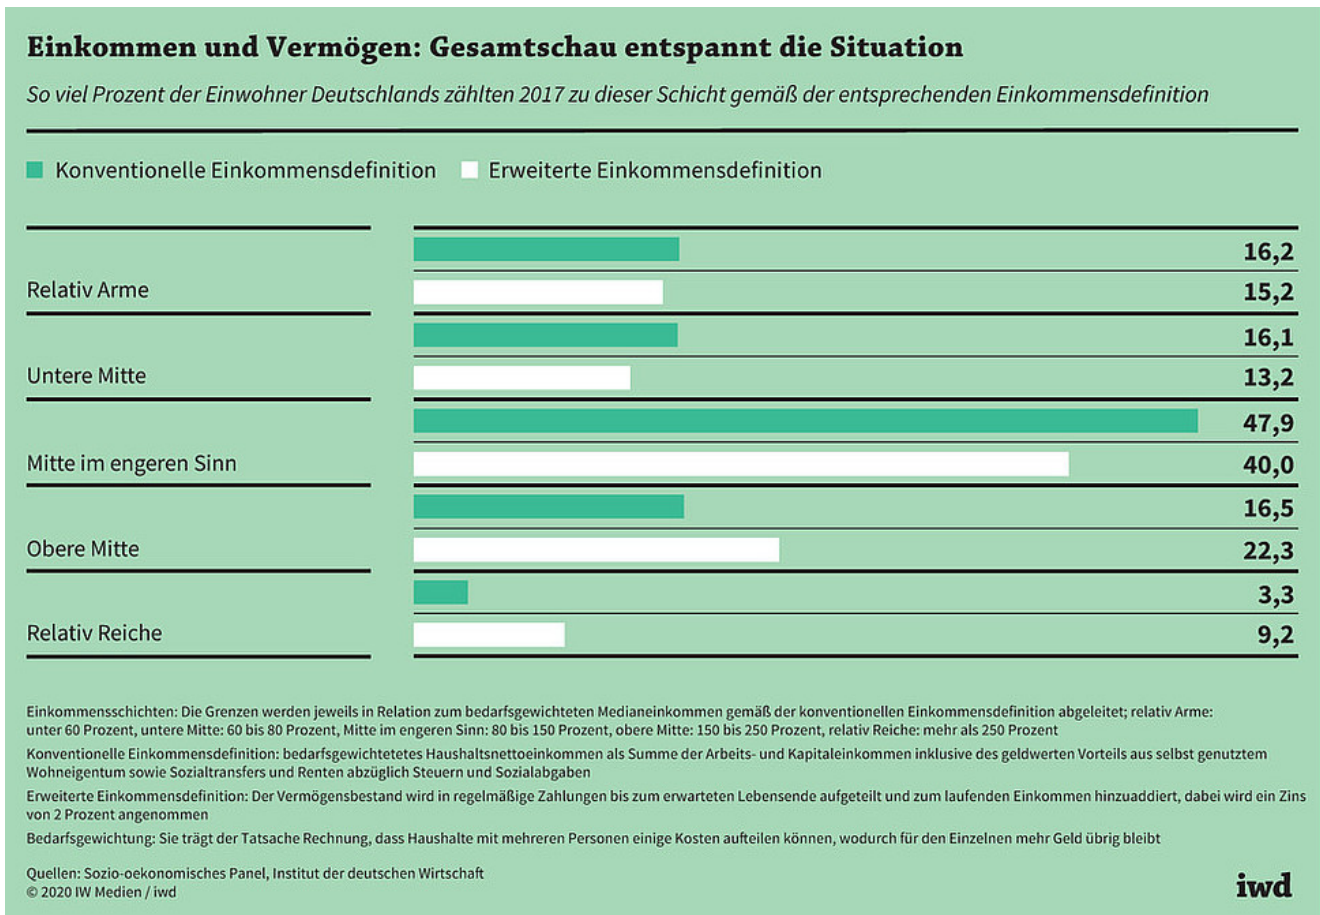 Einkommen und Vermögen: Gesamtschau entspannt die Situation
So viel Prozent der Einwohner Deutschlands zählten 2017 zu dieser Schicht gemäß der entsprechenden Einkommensdefinition
Konventionelle Einkommensdefinition
Erweiterte Einkommensdefinition
Relativ Arme
16,2
15,2
Untere Mitte
16,1
13,2
Mitte im engeren Sinn
47,9
40,0
Obere Mitte
16,5
22,3
Relativ Reiche
3,3
9,2
Einkommensschichten: Die Grenzen werden jeweils in Relation zum bedarfsgewichteten Medianeinkommen gemäß der konventionellen Einkommensdefinition abgeleitet; relativ Arme:
unter 60 Prozent, untere Mitte: 60 bis 80 Prozent, Mitte im engeren Sinn: 80 bis 150 Prozent, obere Mitte: 150 bis 250 Prozent, relativ Reiche: mehr als 250 Prozent
Konventionelle Einkommensdefinition: bedarfsgewichtetetes Haushaltsnettoeinkommen als Summe der Arbeits- und Kapitaleinkommen inklusive des geldwerten Vorteils aus selbst genutztem
Wohneigentum sowie Sozialtransfers und Renten abzüglich Steuern und Sozialabgaben
Erweiterte Einkommensdefinition: Der Vermögensbestand wird in regelmäßige Zahlungen bis zum erwarteten Lebensende aufgeteilt und zum laufenden Einkommen hinzuaddiert, dabei wird ein Zins
von 2 Prozent angenommen
Bedarfsgewichtung: Sie trägt der Tatsache Rechnung, dass Haushalte mit mehreren Personen einige Kosten aufteilen können, wodurch für den Einzelnen mehr Geld übrig bleibt
Quellen: Sozio-oekonomisches Panel, Institut der deutschen Wirtschaft
© 2020 IW Medien / iwd
iwd